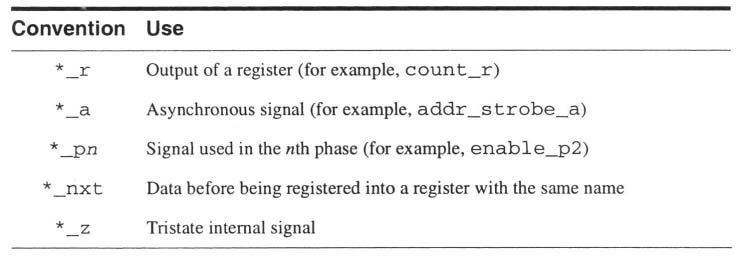 Convention Use
*_r Output of a register (for example, count_r)
*_a Asynchronous signal (for example, addr_strobe_a)
*_pn Signal used in the nth phase (for example, enable_p2)
*_nxt Data before being registered into a register with the same name
*_z Tristate internal signal